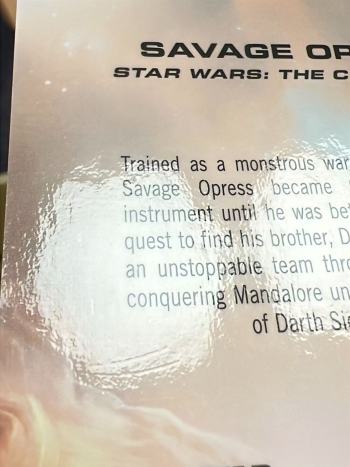 SAVAGE OP
STAR WARS: THE C
Trained as a monstrous war
Savage Opress became
instrument until he was be
quest to find his brother, D
an unstoppable team thr
conquering Mandalore un
of Darth Si